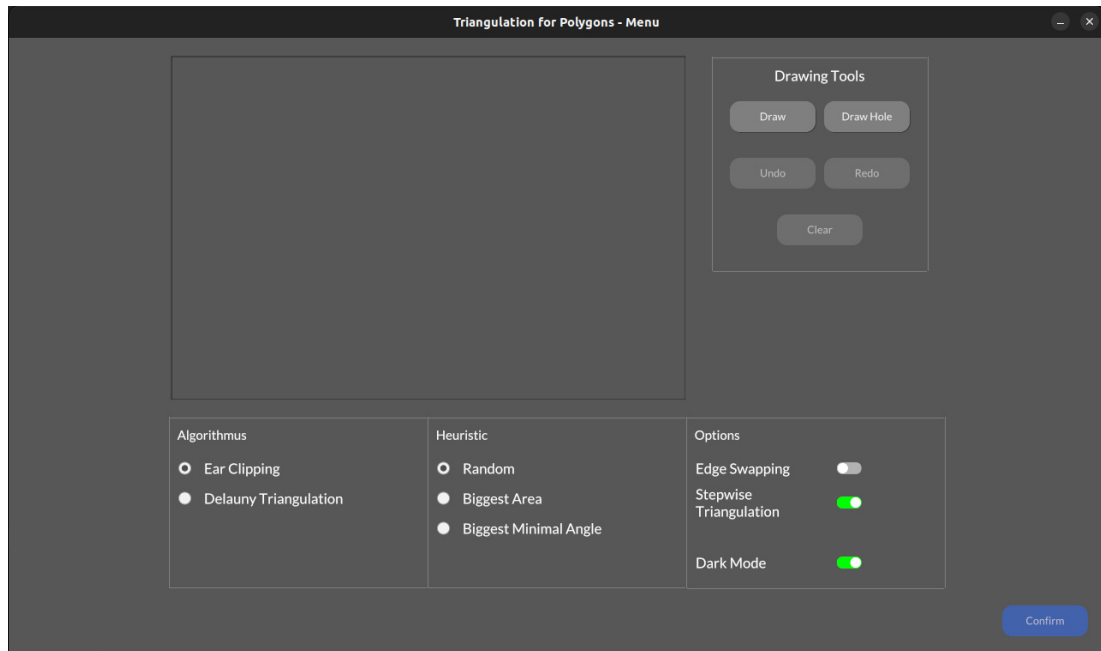 Triangulation for Polygons - Menu
Drawing Tools
Draw
Draw Hole
Undo
Redo
Clear
Algorithmus
Ear Clipping
Delauny Triangulation
Heuristic
Random
Biggest Area
Biggest Minimal Angle
Options
Edge Swapping
Stepwise
Triangulation
Dark Mode
Confirm